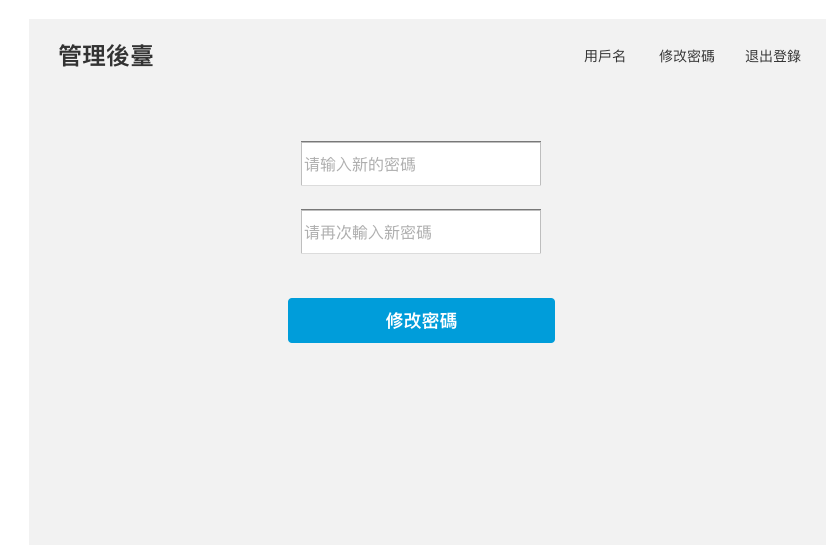 管理後臺
用戶名 修改密碼 退出登錄
请输入新的密碼
请再次輸入新密碼
修改密碼